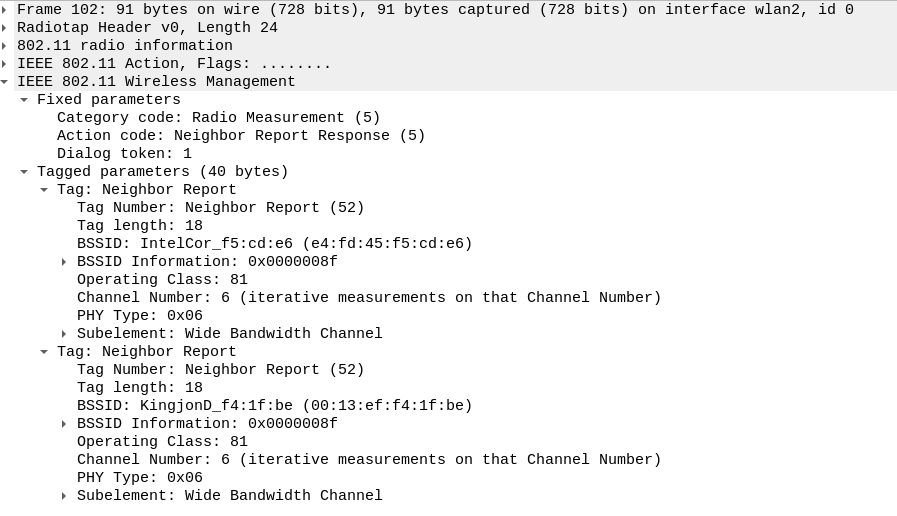 Frame 102: 91 bytes on wire (728 bits), 91 bytes captured (728 bits) on interface wlan2, id 0
Radiotap Header v0, Length 24
802.11 radio information
IEEE 802.11 Action, Flags: ........
IEEE 802.11 Wireless Management
Fixed parameters
Category code: Radio Measurement (5)
Action code: Neighbor Report Response (5)
Dialog token: 1
Tagged parameters (40 bytes)
Tag: Neighbor Report
Tag Number: Neighbor Report (52)
Tag length: 18
BSSID: IntelCor_f5:cd:e6 (e4:fd:45:f5:cd:e6)
BSSID Information: 0x0000008f
Operating Class: 81
Channel Number: 6 (iterative measurements on that Channel Number)
PHY Type: 0x06
Subelement: Wide Bandwidth Channel
Tag: Neighbor Report
Tag Number: Neighbor Report (52)
Tag length: 18
BSSID: KingjonD_f4:1f:be (00:13:ef:f4:1f:be)
BSSID Information: 0x0000008f
Operating Class: 81
Channel Number: 6 (iterative measurements on that Channel Number)
PHY Type: 0x06
Subelement: Wide Bandwidth Channel